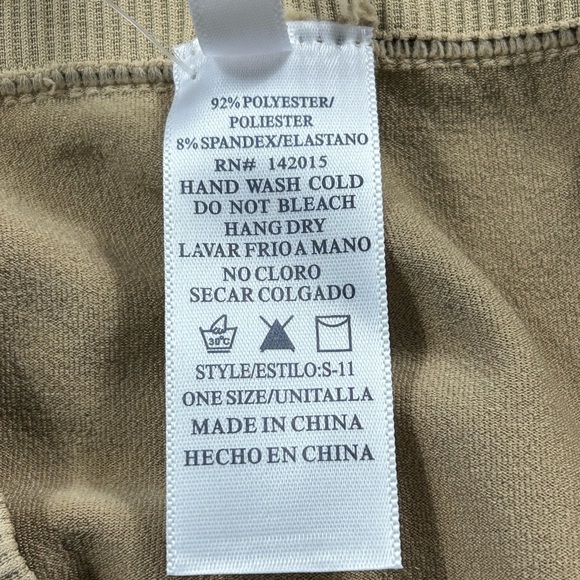 92% POLYESTER/
POLIESTER
8% SPANDEX/ELASTANO
RN# 142015
HAND WASH COLD
DO NOT BLEACH
HANG DRY
LAVAR FRIO A MANO
NO CLORO
SECAR COLGADO
30°C
STYLE/ESTILO:S-11
ONE SIZE/UNITALLA
MADE IN CHINA
HECHO EN CHINA